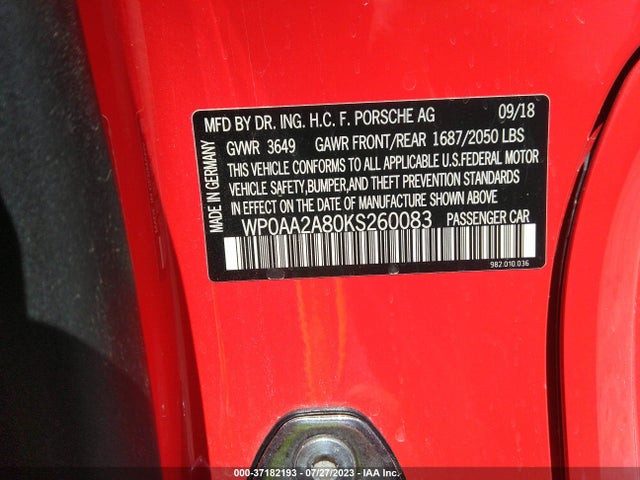 MFD BY DR. ING. H.C. F. PORSCHE AG 09/18
GVWR 3649 GAWR FRONT/REAR 1687/2050 LBS
THIS VEHICLE CONFORMS TO ALL APPLICABLE U.S.FEDERAL MOTOR
VEHICLE SAFETY,BUMPER,AND THEFT PREVENTION STANDARDS
IN EFFECT ON THE DATE OF MANUFACTURE SHOWN ABOVE.
WP0AA2A80KS260083 PASSENGER CAR
982.010.036
MADE IN GERMANY
000-37182193 - 07/27/2023 - IAA Inc.